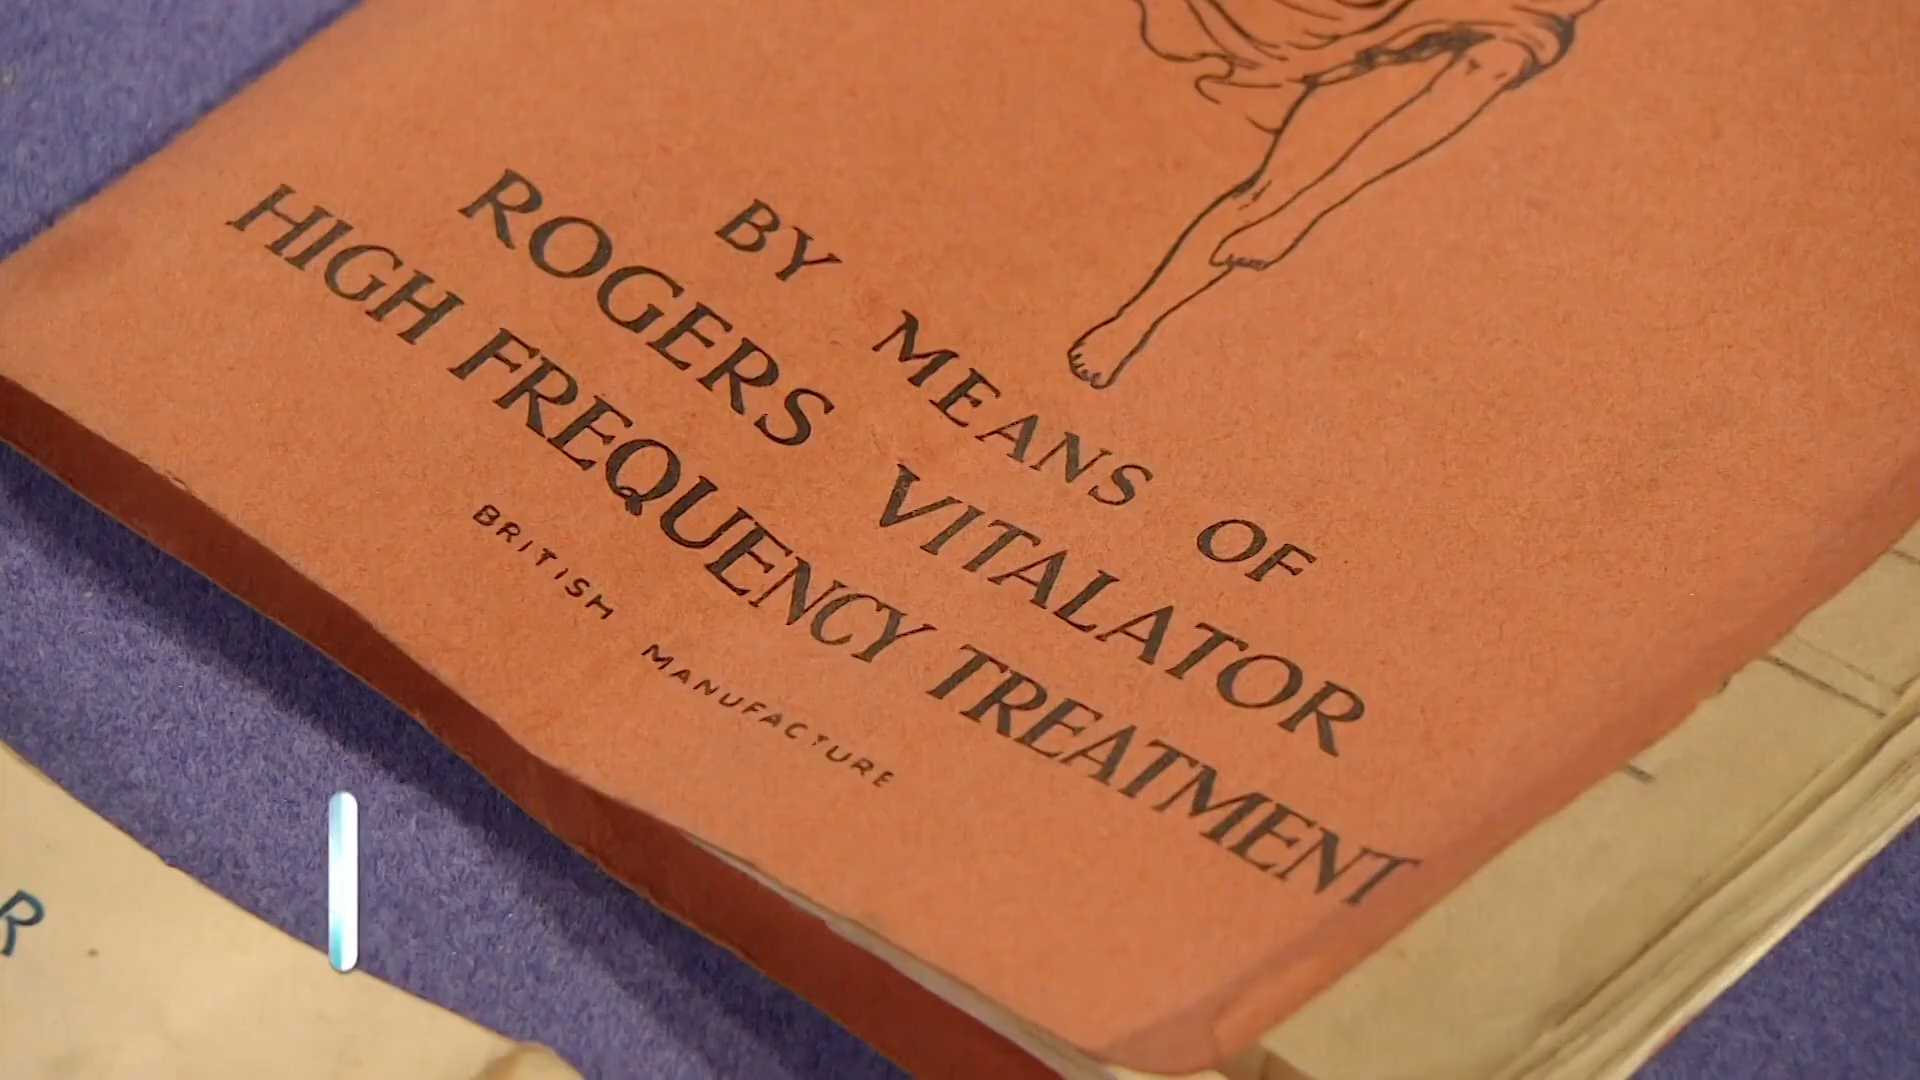 BY MEANS OF
ROGERS VITALATOR
HIGH FREQUENCY TREATMENT
BRITISH MANUFACTURE
R